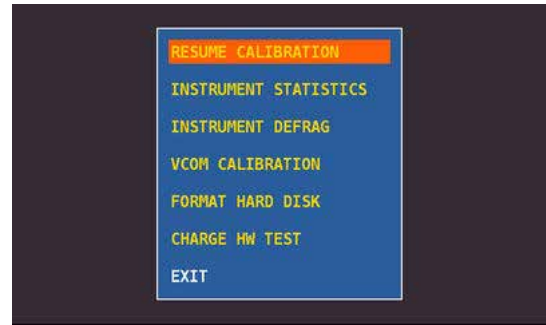 RESUME CALIBRATION
INSTRUMENT STATISTICS
INSTRUMENT DEFRAG
VCOM CALIBRATION
FORMAT HARD DISK
CHARGE HW TEST
EXIT